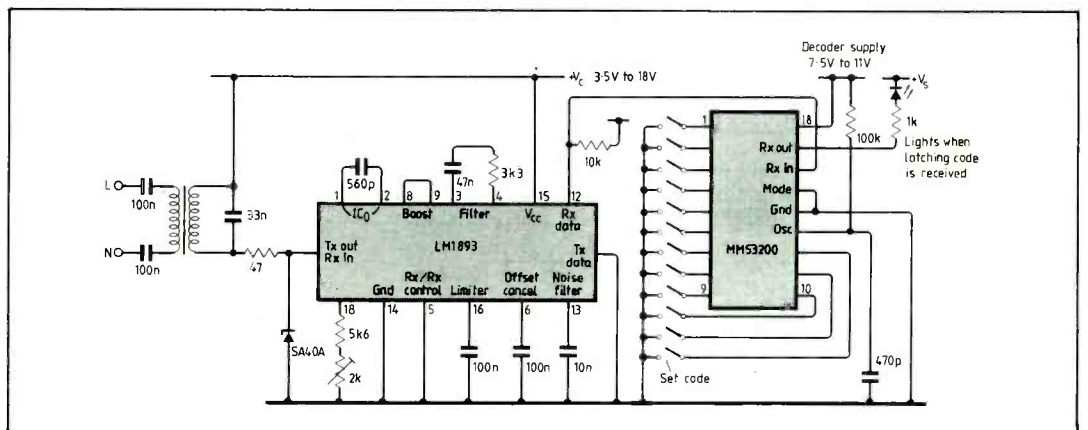 Decoder supply
7·5V to 11V
+Vc 3·5V to 18V
+Vs
1
18
100k
1k
Rx out
Lights when
latching code
is received
10k
Rx in
Mode
Gnd
Osc
MM53200
9
10
470p
Set code
L
100n
N
100n
33n
47
SA40A
560p
47n
3k3
1
2
8
9
3
4
15
12
IC0
Boost
Filter
Vcc
Rx
data
LM1893
Tx out
Rx in
Tx
data
Gnd
Rx/Rx
control
Limiter
Offset
cancel
Noise
filter
18
14
5
16
6
13
5k6
2k
100n
100n
10n